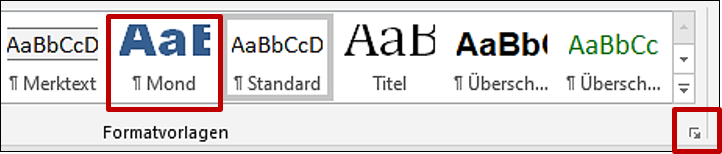 AaBbCcD AaB AaBbCcD AaB AaBb( AaBbCc
¶ Merktext ¶ Mond ¶ Standard Titel ¶ Übersch... ¶ Übersch...
Formatvorlagen